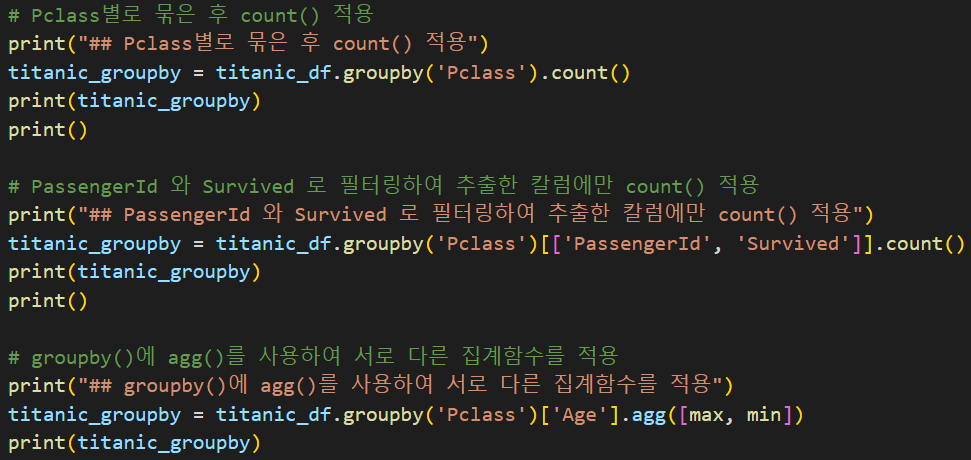 # Pclass별로 묶은 후 count() 적용
print("## Pclass별로 묶은 후 count() 적용")
titanic_groupby = titanic_df.groupby('Pclass').count()
print(titanic_groupby)
print()

# PassengerId 와 Survived 로 필터링하여 추출한 칼럼에만 count() 적용
print("## PassengerId 와 Survived 로 필터링하여 추출한 칼럼에만 count() 적용")
titanic_groupby = titanic_df.groupby('Pclass')[['PassengerId', 'Survived']].count()
print(titanic_groupby)
print()

# groupby()에 agg()를 사용하여 서로 다른 집계함수를 적용
print("## groupby()에 agg()를 사용하여 서로 다른 집계함수를 적용")
titanic_groupby = titanic_df.groupby('Pclass')['Age'].agg([max, min])
print(titanic_groupby)